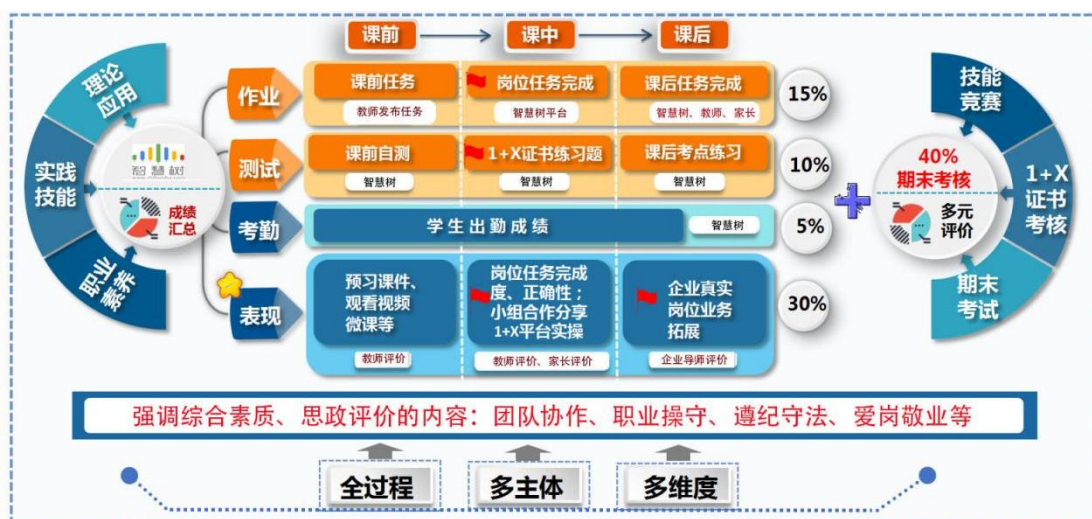 课前
课中
课后
理论
应用
实践
技能
职业
素养
智慧树
成绩
汇总
作业
课前任务
教师发布任务
岗位任务完成
智慧树平台
课后任务完成
智慧树、教师、家长
15%
测试
课前自测
智慧树
1+X证书练习题
智慧树
课后考点练习
智慧树
10%
考勤
学生出勤成绩
智慧树
5%
表现
预习课件、
观看视频
微课等
教师评价
岗位任务完成
度、正确性；
小组合作分享
1+X平台实操
教师评价、家长评价
企业真实
岗位业务
拓展
企业导师评价
30%
40%
期末考核
多元
评价
技能
竞赛
1+X
证书
考核
期末
考试
强调综合素质、思政评价的内容：团队协作、职业操守、遵纪守法、爱岗敬业等
全过程
多主体
多维度